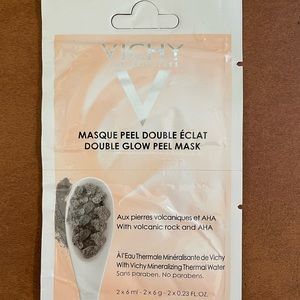 VICHY
LABORATOIRES
MASQUE PEEL DOUBLE ÉCLAT
DOUBLE GLOW PEEL MASK
Aux pierres volcaniques et AHA
With volcanic rock and AHA
À l'Eau Thermale Minéralisante de Vichy
With Vichy Mineralizing Thermal Water
Sans paraben. No parabens.
2 x 6 ml - 2 x 6 g - 2 x 0.23 FL.OZ.